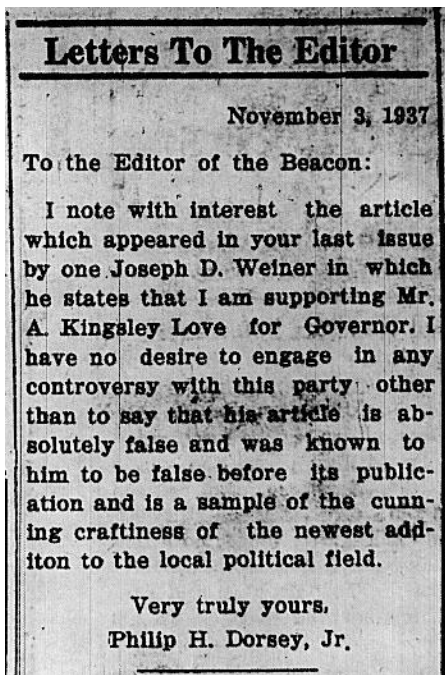 Letters To The Editor
November 3, 1937
To the Editor of the Beacon:
I note with interest the article
which appeared in your last issue
by one Joseph D. Weiner in which
he states that I am supporting Mr.
A. Kingsley Love for Governor. I
have no desire to engage in any
controversy with this party other
than to say that his article is ab-
solutely false and was known to
him to be false before its public-
ation and is a sample of the cunn-
ing craftiness of the newest add-
iton to the local political field.
Very truly yours,
Philip H. Dorsey, Jr.